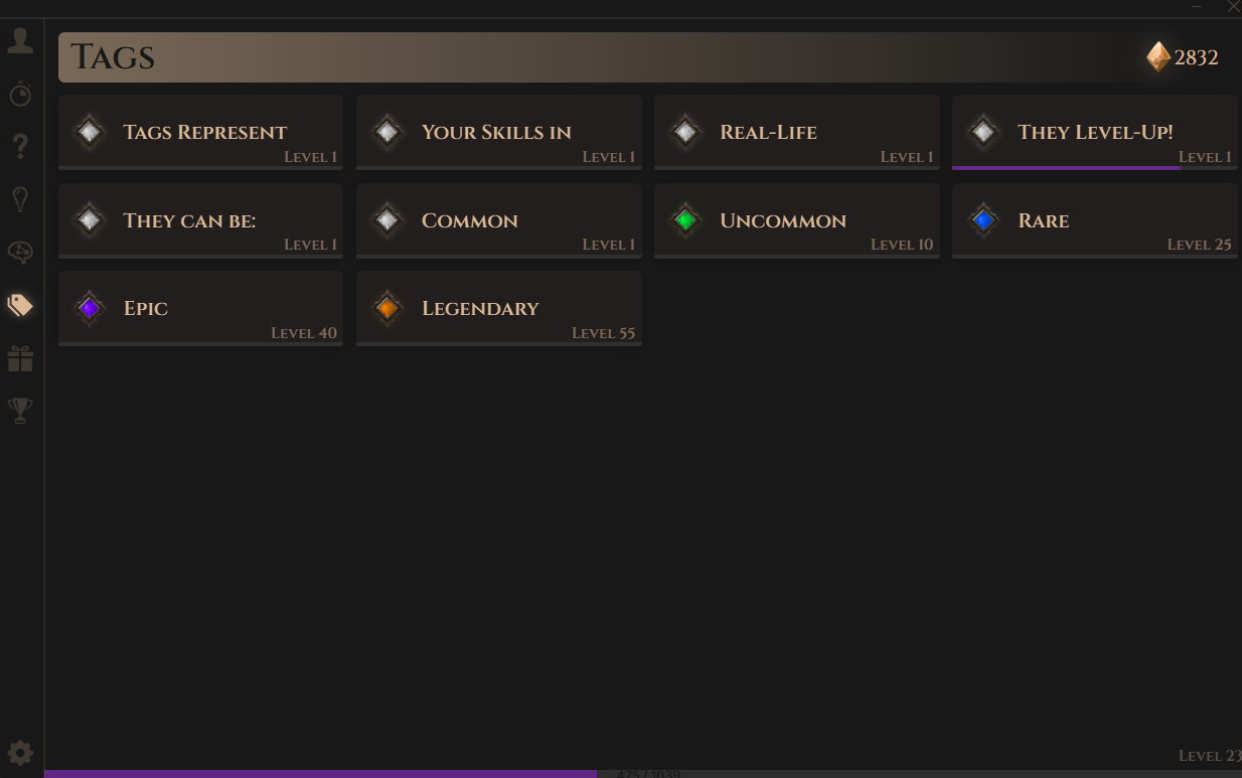 Tags
2832
Tags Represent
Level 1
Your Skills in
Level 1
Real-Life
Level 1
They Level-Up!
Level 1
They can be:
Level 1
Common
Level 1
Uncommon
Level 10
Rare
Level 25
Epic
Level 40
Legendary
Level 55
Level 23